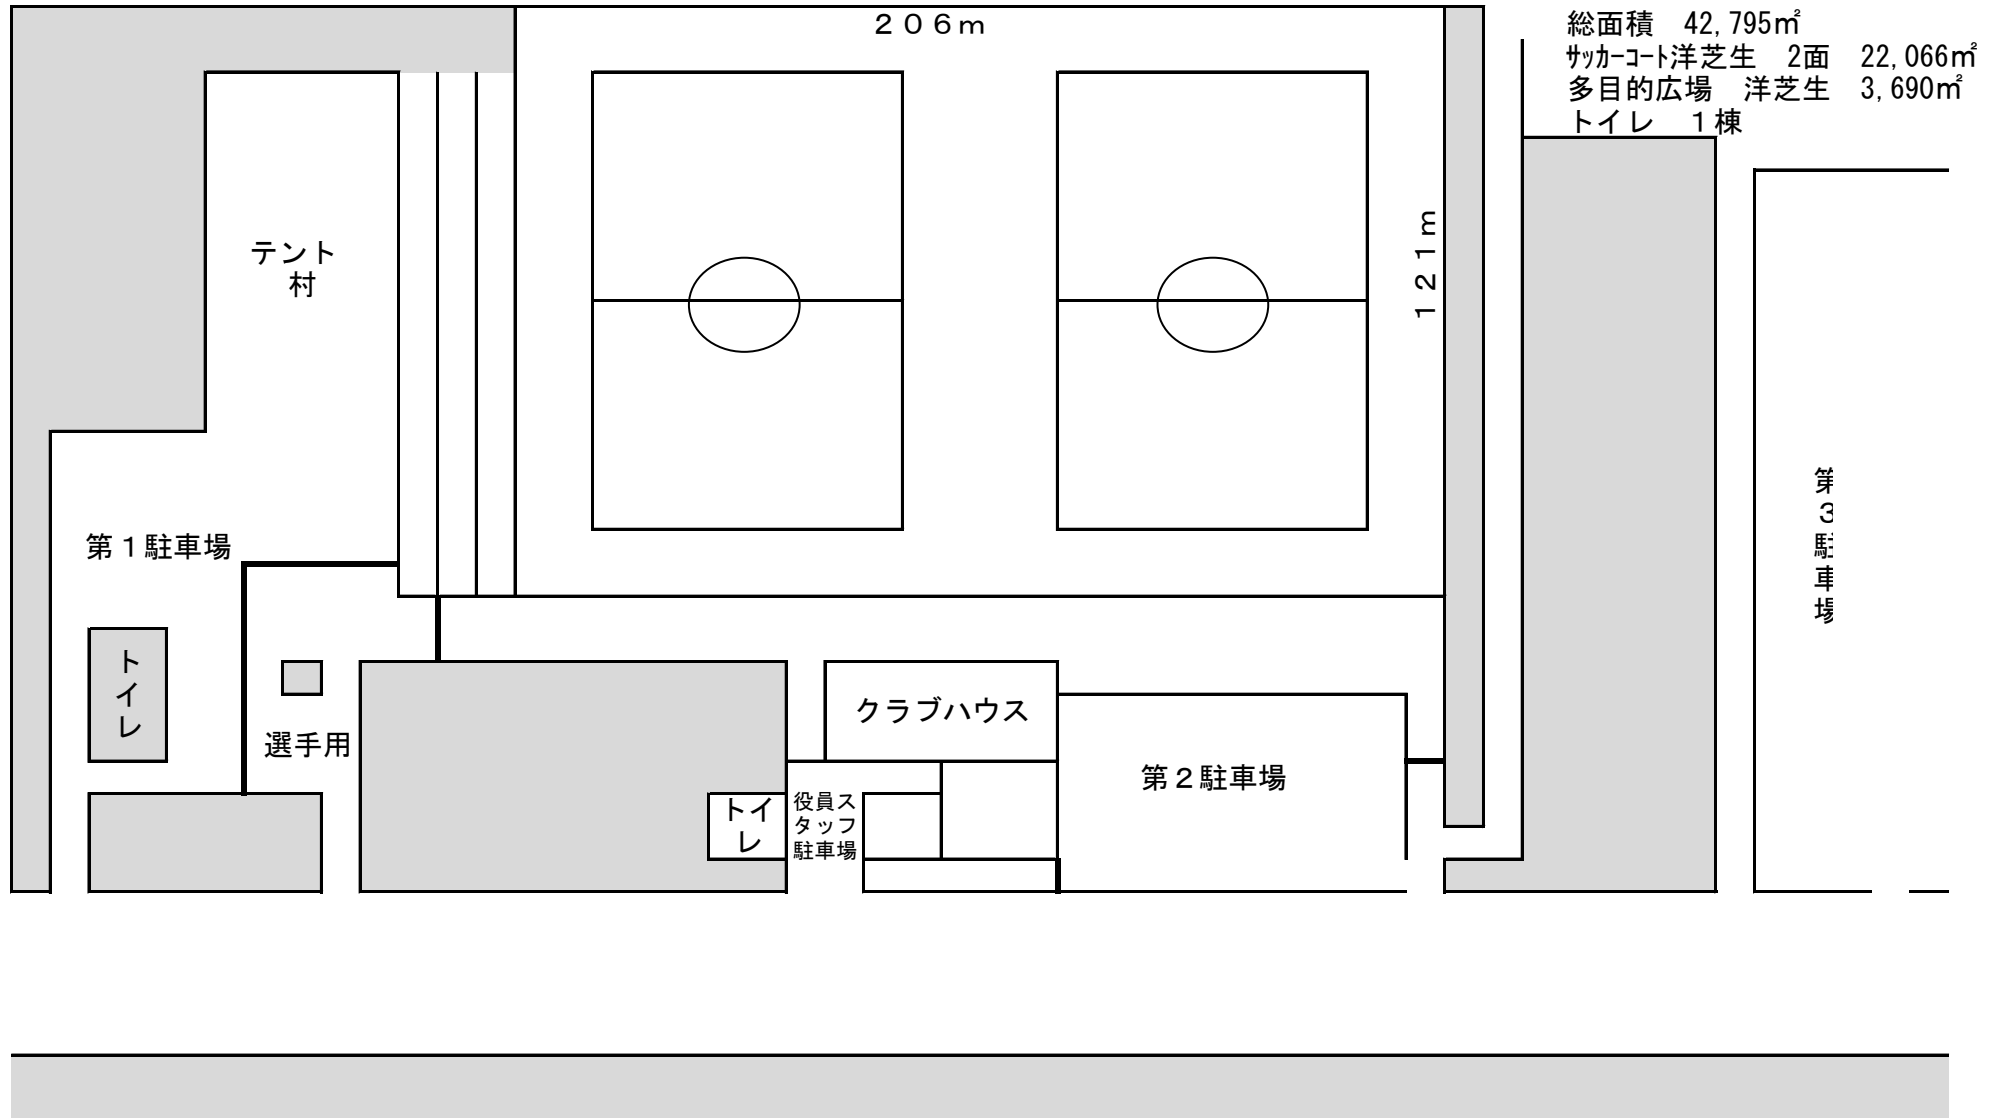 ２０６ｍ
総面積　42,795㎡
ｻｯｶｰｺｰﾄ洋芝生　2面　22,066㎡
多目的広場　洋芝生　3,690㎡
トイレ　１棟
テント
村
１２１ｍ
第３駐車場
第１駐車場
トイレ
選手用
クラブハウス
第２駐車場
トイ
レ
役員ス
タッフ
駐車場